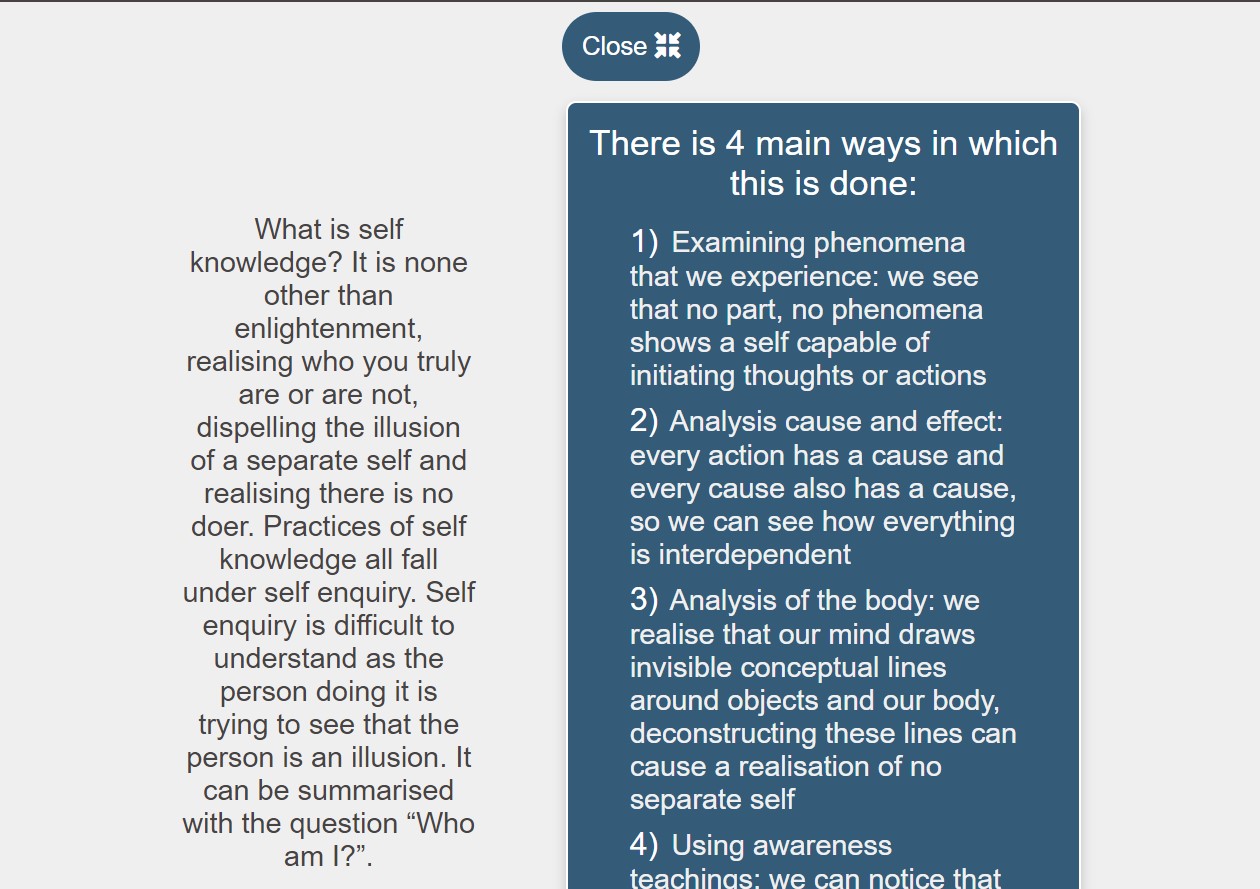 Close
What is self
knowledge? It is none
other than
enlightenment,
realising who you truly
are or are not,
dispelling the illusion
of a separate self and
realising there is no
doer. Practices of self
knowledge all fall
under self enquiry. Self
enquiry is difficult to
understand as the
person doing it is
trying to see that the
person is an illusion. It
can be summarised
with the question “Who
am I?”.
There is 4 main ways in which
this is done:
1) Examining phenomena
that we experience: we see
that no part, no phenomena
shows a self capable of
initiating thoughts or actions
2) Analysis cause and effect:
every action has a cause and
every cause also has a cause,
so we can see how everything
is interdependent
3) Analysis of the body: we
realise that our mind draws
invisible conceptual lines
around objects and our body,
deconstructing these lines can
cause a realisation of no
separate self
4) Using awareness
teachings: we can notice that